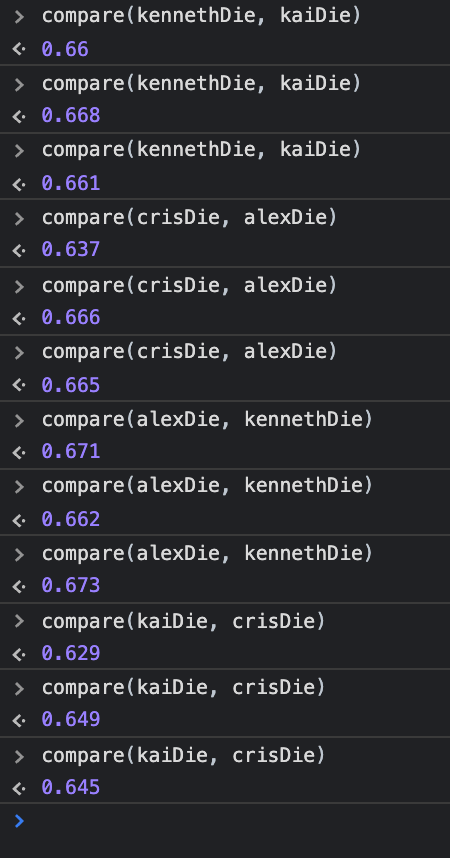 compare(kennethDie, kaiDie)
0.66
compare(kennethDie, kaiDie)
0.668
compare(kennethDie, kaiDie)
0.661
compare(crisDie, alexDie)
0.637
compare(crisDie, alexDie)
0.666
compare(crisDie, alexDie)
0.665
compare(alexDie, kennethDie)
0.671
compare(alexDie, kennethDie)
0.662
compare(alexDie, kennethDie)
0.673
compare(kaiDie, crisDie)
0.629
compare(kaiDie, crisDie)
0.649
compare(kaiDie, crisDie)
0.645